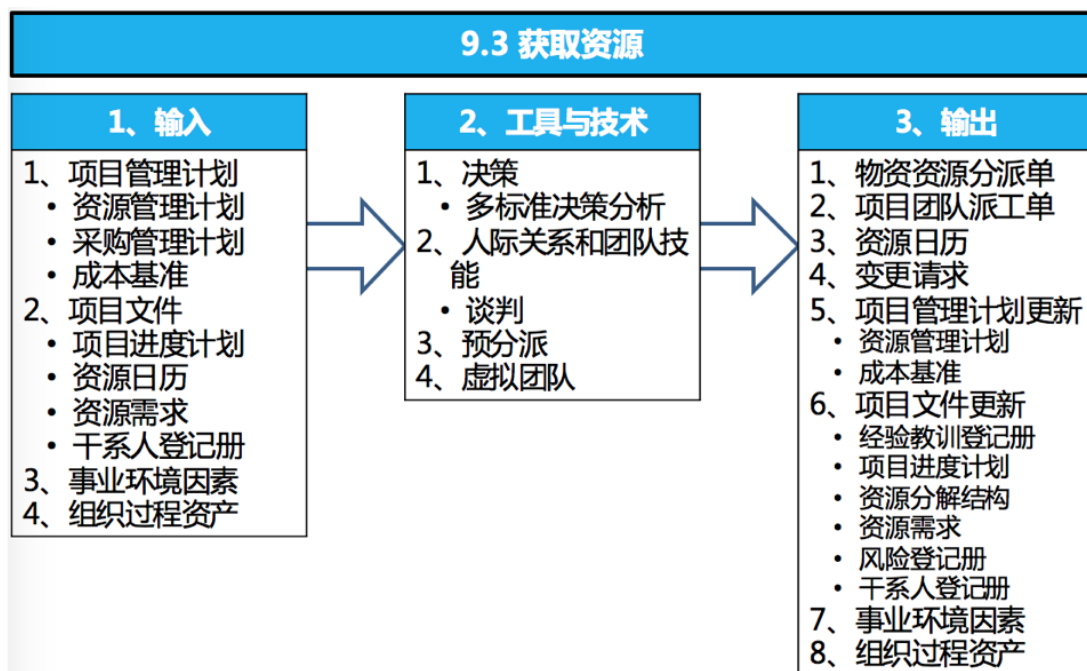 9.3 获取资源
1、输入
1、项目管理计划
• 资源管理计划
• 采购管理计划
• 成本基准
2、项目文件
• 项目进度计划
• 资源日历
• 资源需求
• 干系人登记册
3、事业环境因素
4、组织过程资产
2、工具与技术
1、决策
• 多标准决策分析
2、人际关系和团队技
能
• 谈判
3、预分派
4、虚拟团队
3、输出
1、物资资源分派单
2、项目团队派工单
3、资源日历
4、变更请求
5、项目管理计划更新
• 资源管理计划
• 成本基准
6、项目文件更新
• 经验教训登记册
• 项目进度计划
• 资源分解结构
• 资源需求
• 风险登记册
• 干系人登记册
7、事业环境因素
8、组织过程资产